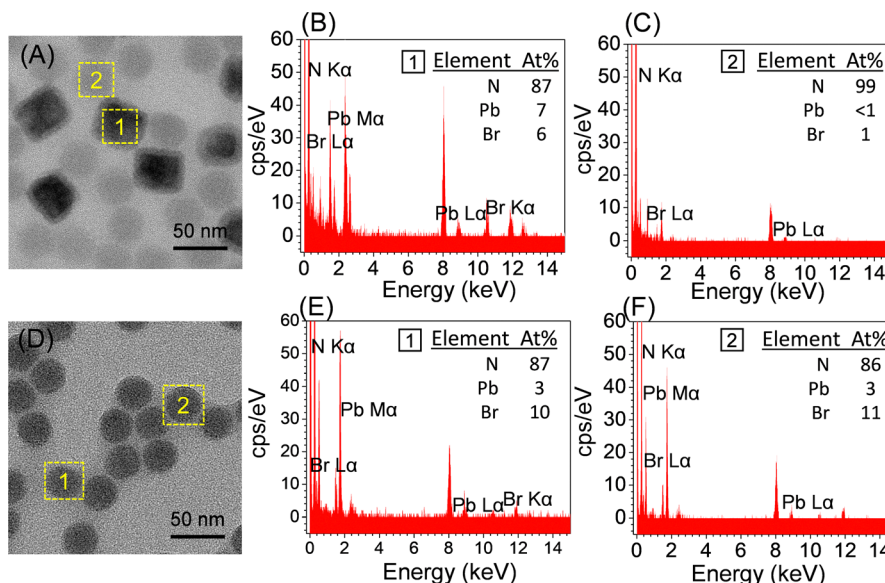 (A)
2
1
50 nm
(B)
60
50
40
30
20
10
0
cps/eV
N Kα
Pb Mα
Br Lα
Pb Lα
Br Kα
1 Element At%
N 87
Pb 7
Br 6
0 2 4 6 8 10 12 14
Energy (keV)
(C)
60
50
40
30
20
10
0
cps/eV
N Kα
Br Lα
Pb Lα
2 Element At%
N 99
Pb <1
Br 1
0 2 4 6 8 10 12 14
Energy (keV)
(D)
2
1
50 nm
(E)
60
50
40
30
20
10
0
cps/eV
N Kα
Pb Mα
Br Lα
Pb Lα
Br Kα
1 Element At%
N 87
Pb 3
Br 10
0 2 4 6 8 10 12 14
Energy (keV)
(F)
60
50
40
30
20
10
0
cps/eV
N Kα
Pb Mα
Br Lα
Pb Lα
2 Element At%
N 86
Pb 3
Br 11
0 2 4 6 8 10 12 14
Energy (keV)